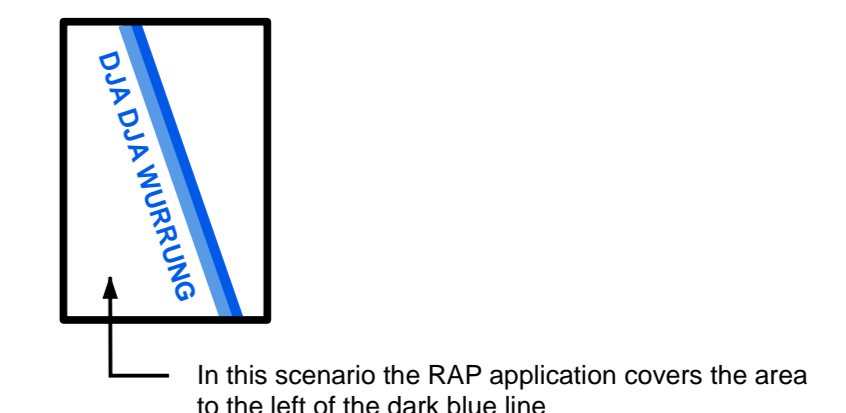 DJA DJA WURRUNG
In this scenario the RAP application covers the area
to the left of the dark blue line